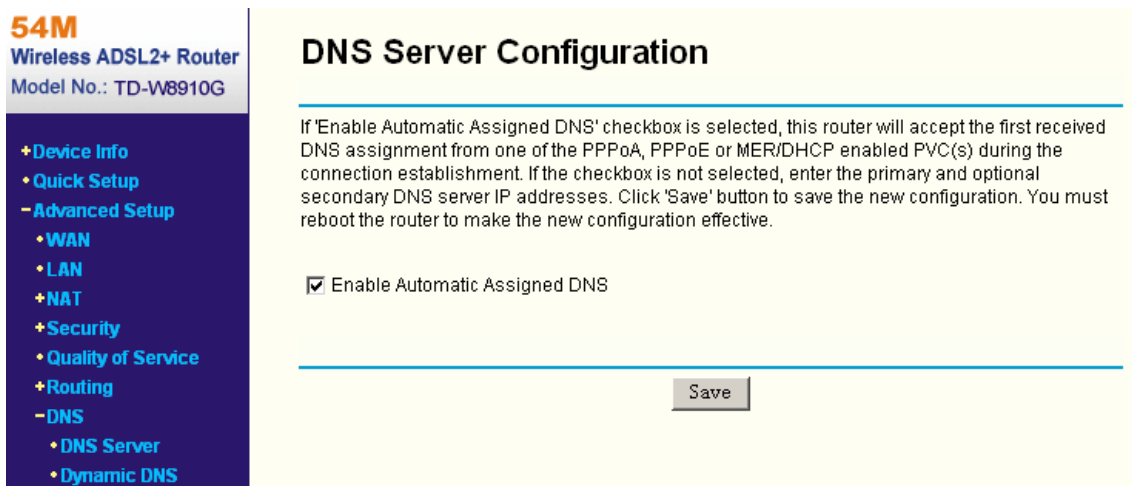 54M
Wireless ADSL2+ Router
Model No.: TD-W8910G
+Device Info
•Quick Setup
−Advanced Setup
•WAN
•LAN
+NAT
+Security
•Quality of Service
+Routing
−DNS
•DNS Server
•Dynamic DNS
DNS Server Configuration
If 'Enable Automatic Assigned DNS' checkbox is selected, this router will accept the first received
DNS assignment from one of the PPPoA, PPPoE or MER/DHCP enabled PVC(s) during the
connection establishment. If the checkbox is not selected, enter the primary and optional
secondary DNS server IP addresses. Click 'Save' button to save the new configuration. You must
reboot the router to make the new configuration effective.
Enable Automatic Assigned DNS
Save